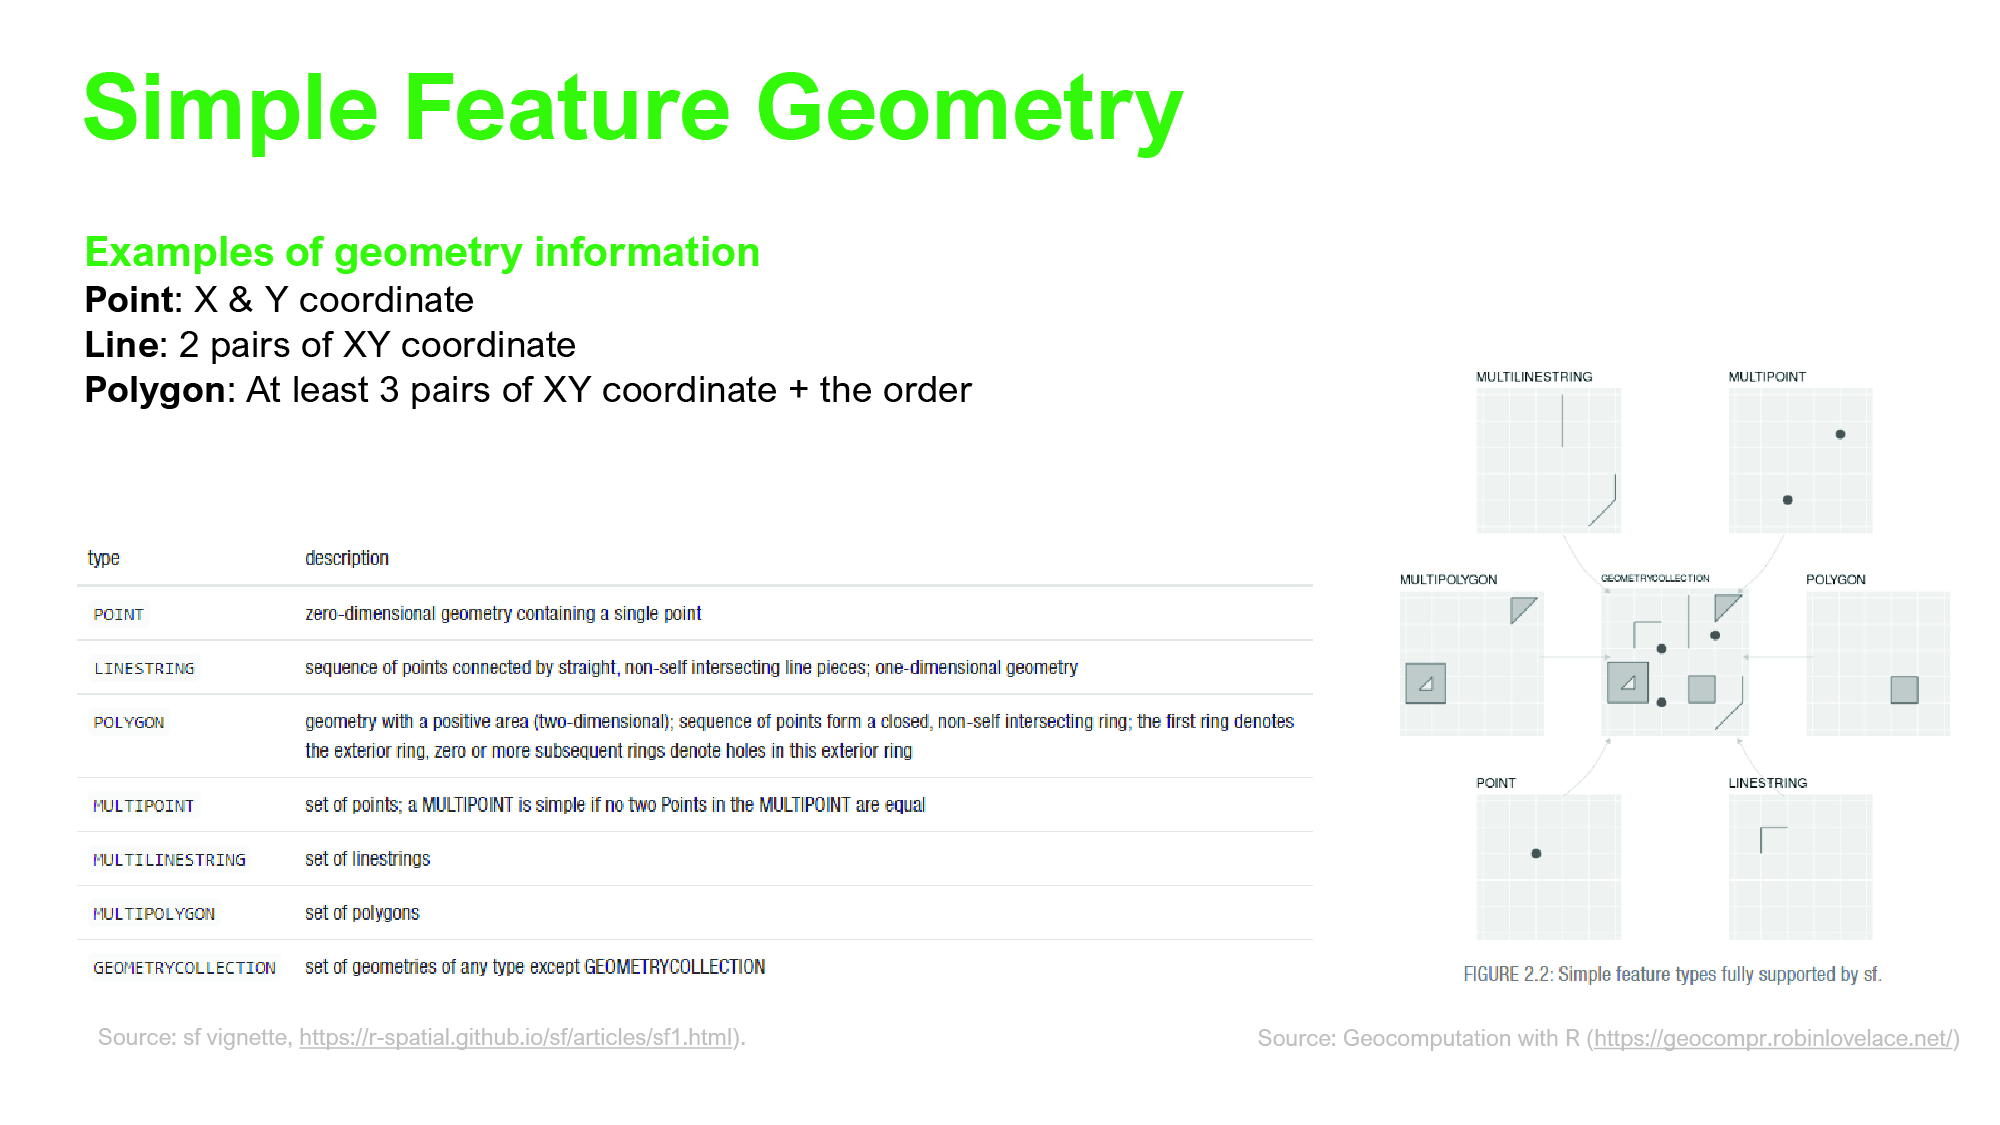 Simple Feature Geometry
Examples of geometry information
Point: X & Y coordinate
Line: 2 pairs of XY coordinate
Polygon: At least 3 pairs of XY coordinate + the order
type description
POINT zero-dimensional geometry containing a single point
LINESTRING sequence of points connected by straight, non-self intersecting line pieces; one-dimensional geometry
POLYGON geometry with a positive area (two-dimensional); sequence of points form a closed, non-self intersecting ring; the first ring denotes
the exterior ring, zero or more subsequent rings denote holes in this exterior ring
MULTIPOINT set of points; a MULTIPOINT is simple if no two Points in the MULTIPOINT are equal
MULTILINESTRING set of linestrings
MULTIPOLYGON set of polygons
GEOMETRYCOLLECTION set of geometries of any type except GEOMETRYCOLLECTION
Source: sf vignette, https://r-spatial.github.io/sf/articles/sf1.html).
MULTILINESTRING MULTIPOINT
MULTIPOLYGON GEOMETRYCOLLECTION POLYGON
POINT LINESTRING
FIGURE 2.2: Simple feature types fully supported by sf.
Source: Geocomputation with R (https://geocompr.robinlovelace.net/)